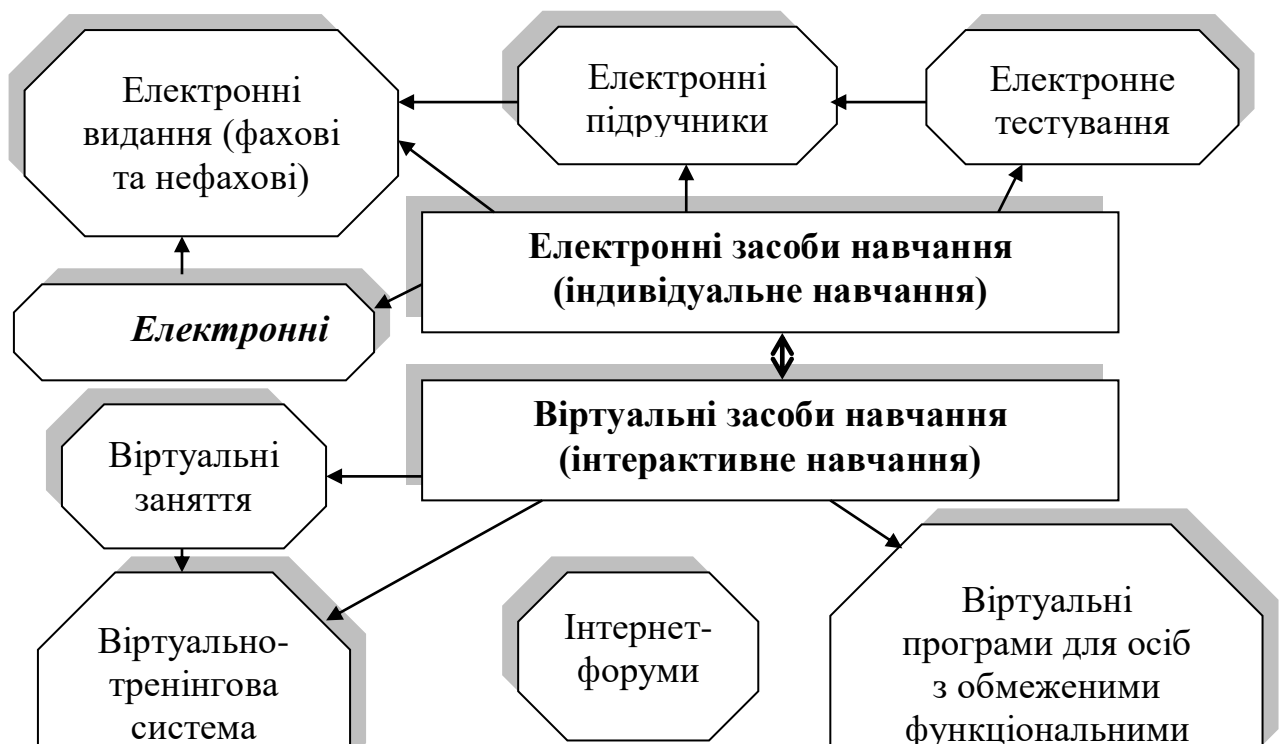 Електронні
видання (фахові
та нефахові)
Електронні
підручники
Електронне
тестування
Електронні засоби навчання
(індивідуальне навчання)
Електронні
Віртуальні засоби навчання
(інтерактивне навчання)
Віртуальні
заняття
Віртуально-
тренінгова
система
Інтернет-
форуми
Віртуальні
програми для осіб
з обмеженими
функціональними